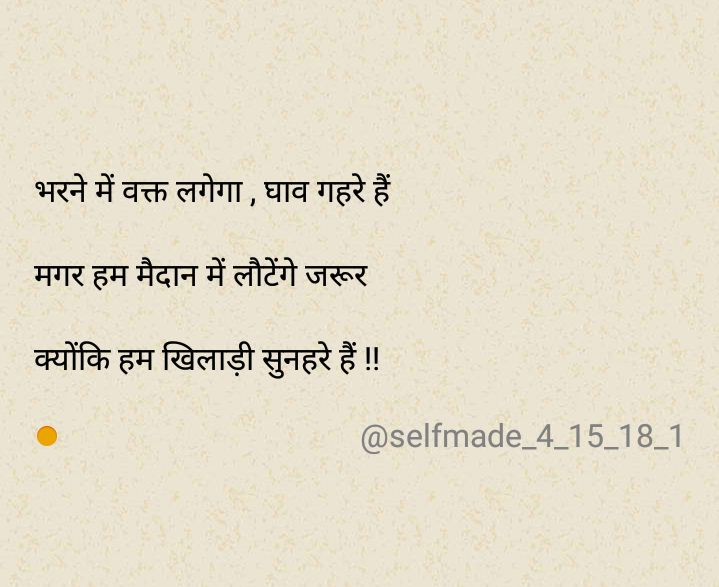 भरने में वक्त लगेगा , घाव गहरे हैं
मगर हम मैदान में लौटेंगे जरूर
क्योंकि हम खिलाड़ी सुनहरे हैं !!
@selfmade_4_15_18_1